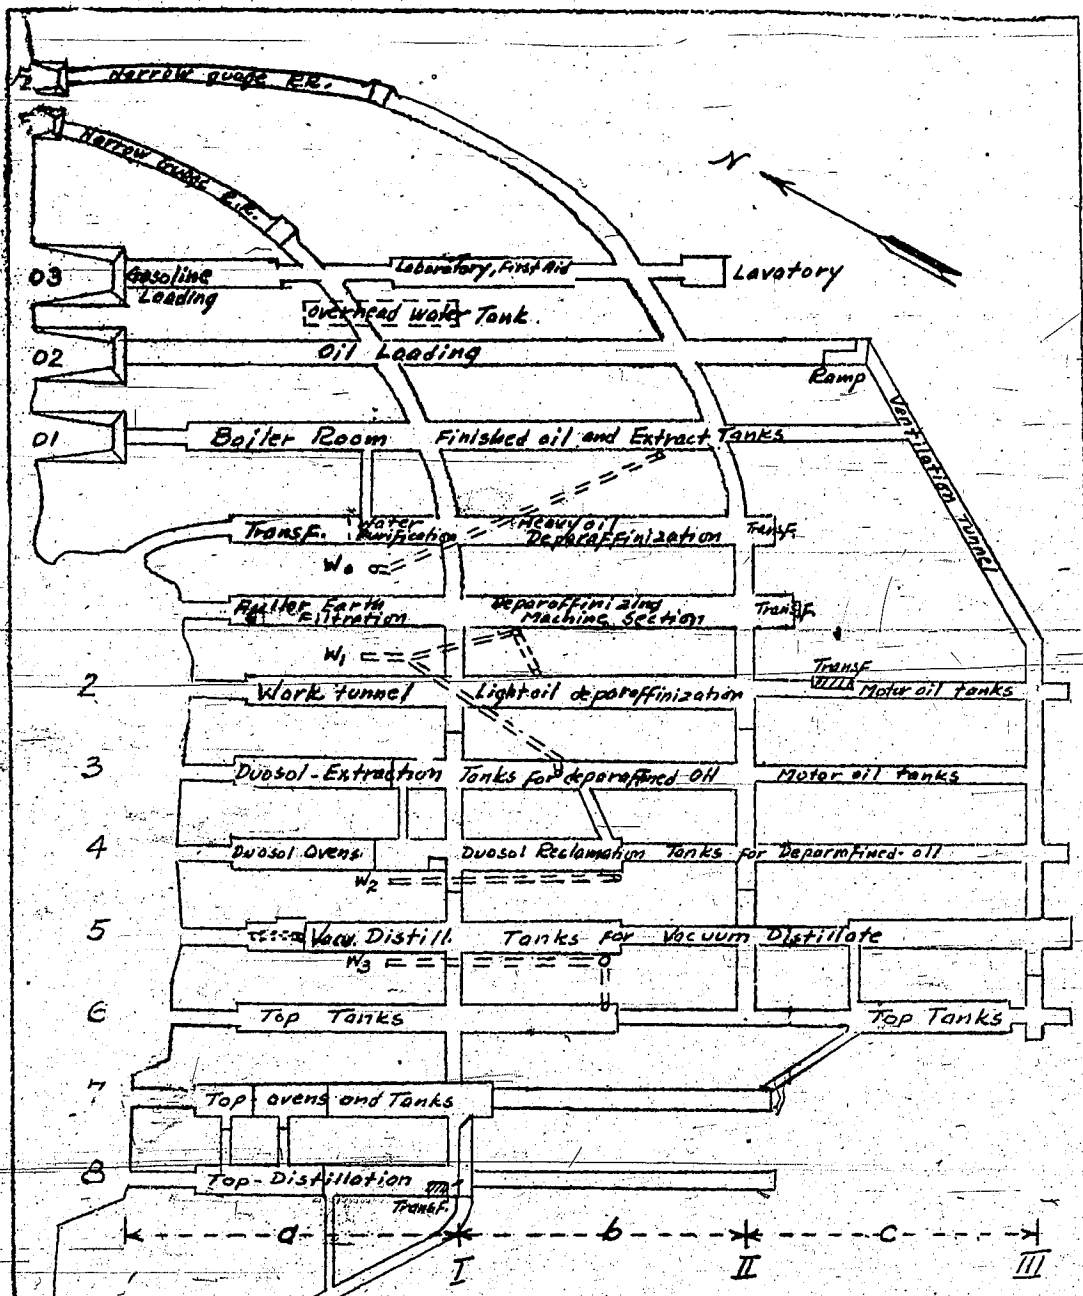 F2
Narrow guage R.R.
Narrow Guage R.R.
N
03
Gasoline
Loading
Laboratory, First Aid
Lavatory
overhead water Tank.
02
Oil Loading
Ramp
Ventilation Tunnel
01
Boiler Room
Finished oil and Extract Tanks
Transf.
Water
Purification
Heavy oil
Deparaffinization
Transf.
W0
Fuller Earth
Filtration
Deparaffinizing
Machine Section
Transf.
W1
2
Work tunnel
Light oil deparaffinization
Transf
Motor oil tanks
3
Duosol-Extraction
Tanks for deparaffined Oil
Motor oil tanks
4
Duosol Ovens
Duosol Reclamation
Tanks for Deparaffined-oil
W2
5
Vacu. Distill.
Tanks for Vacuum Distillate
W3
6
Top Tanks
Top Tanks
7
Top-ovens and Tanks
8
Top-Distillation
Transf.
a
b
c
I
II
III